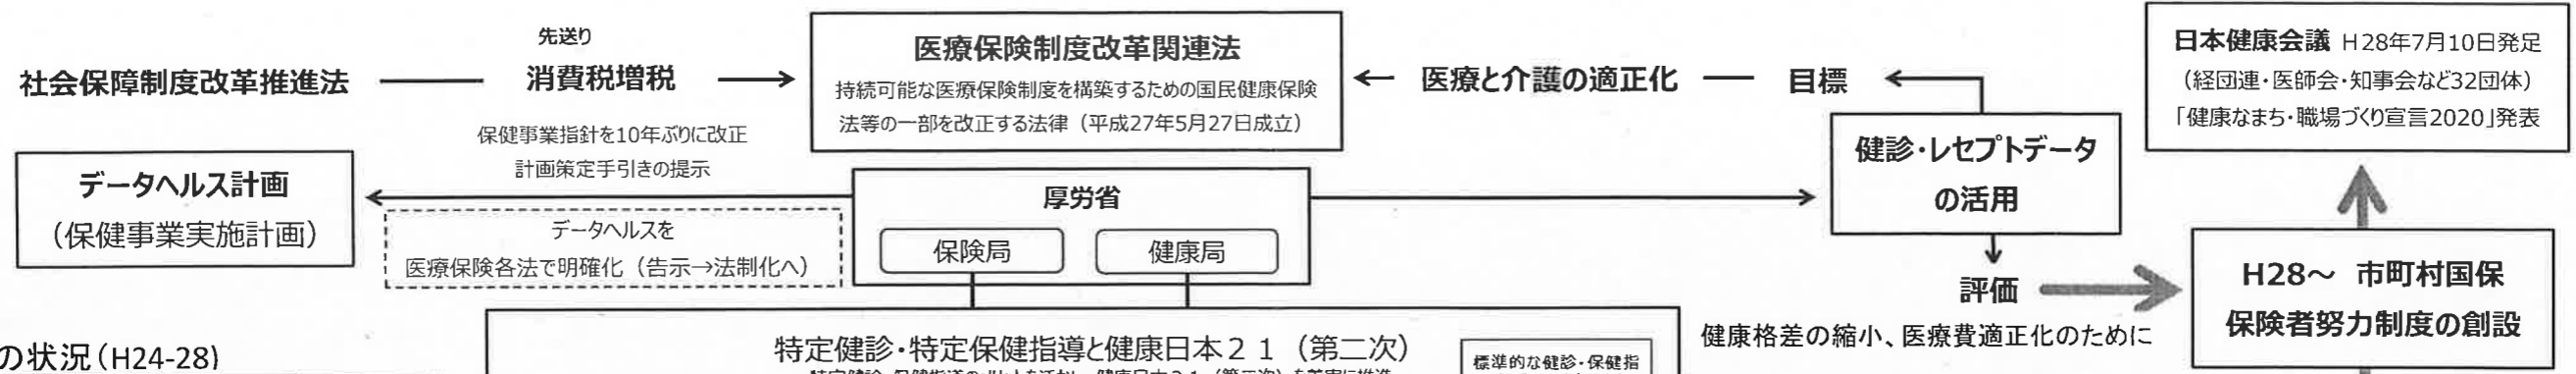 社会保障制度改革推進法
先送り
消費税増税
医療保険制度改革関連法
持続可能な医療保険制度を構築するための国民健康保険
法等の一部を改正する法律（平成27年5月27日成立）
医療と介護の適正化
目標
日本健康会議 H28年7月10日発足
（経団連・医師会・知事会など32団体）
「健康なまち・職場づくり宣言2020」発表
保健事業指針を10年ぶりに改正
計画策定手引きの提示
データヘルス計画
（保健事業実施計画）
データヘルスを
医療保険各法で明確化（告示→法制化へ）
厚労省
保険局
健康局
健診・レセプトデータ
の活用
評価
健康格差の縮小、医療費適正化のために
H28～ 市町村国保
保険者努力制度の創設
の状況（H24-28）
特定健診・特定保健指導と健康日本２１（第二次）
標準的な健診・保健指